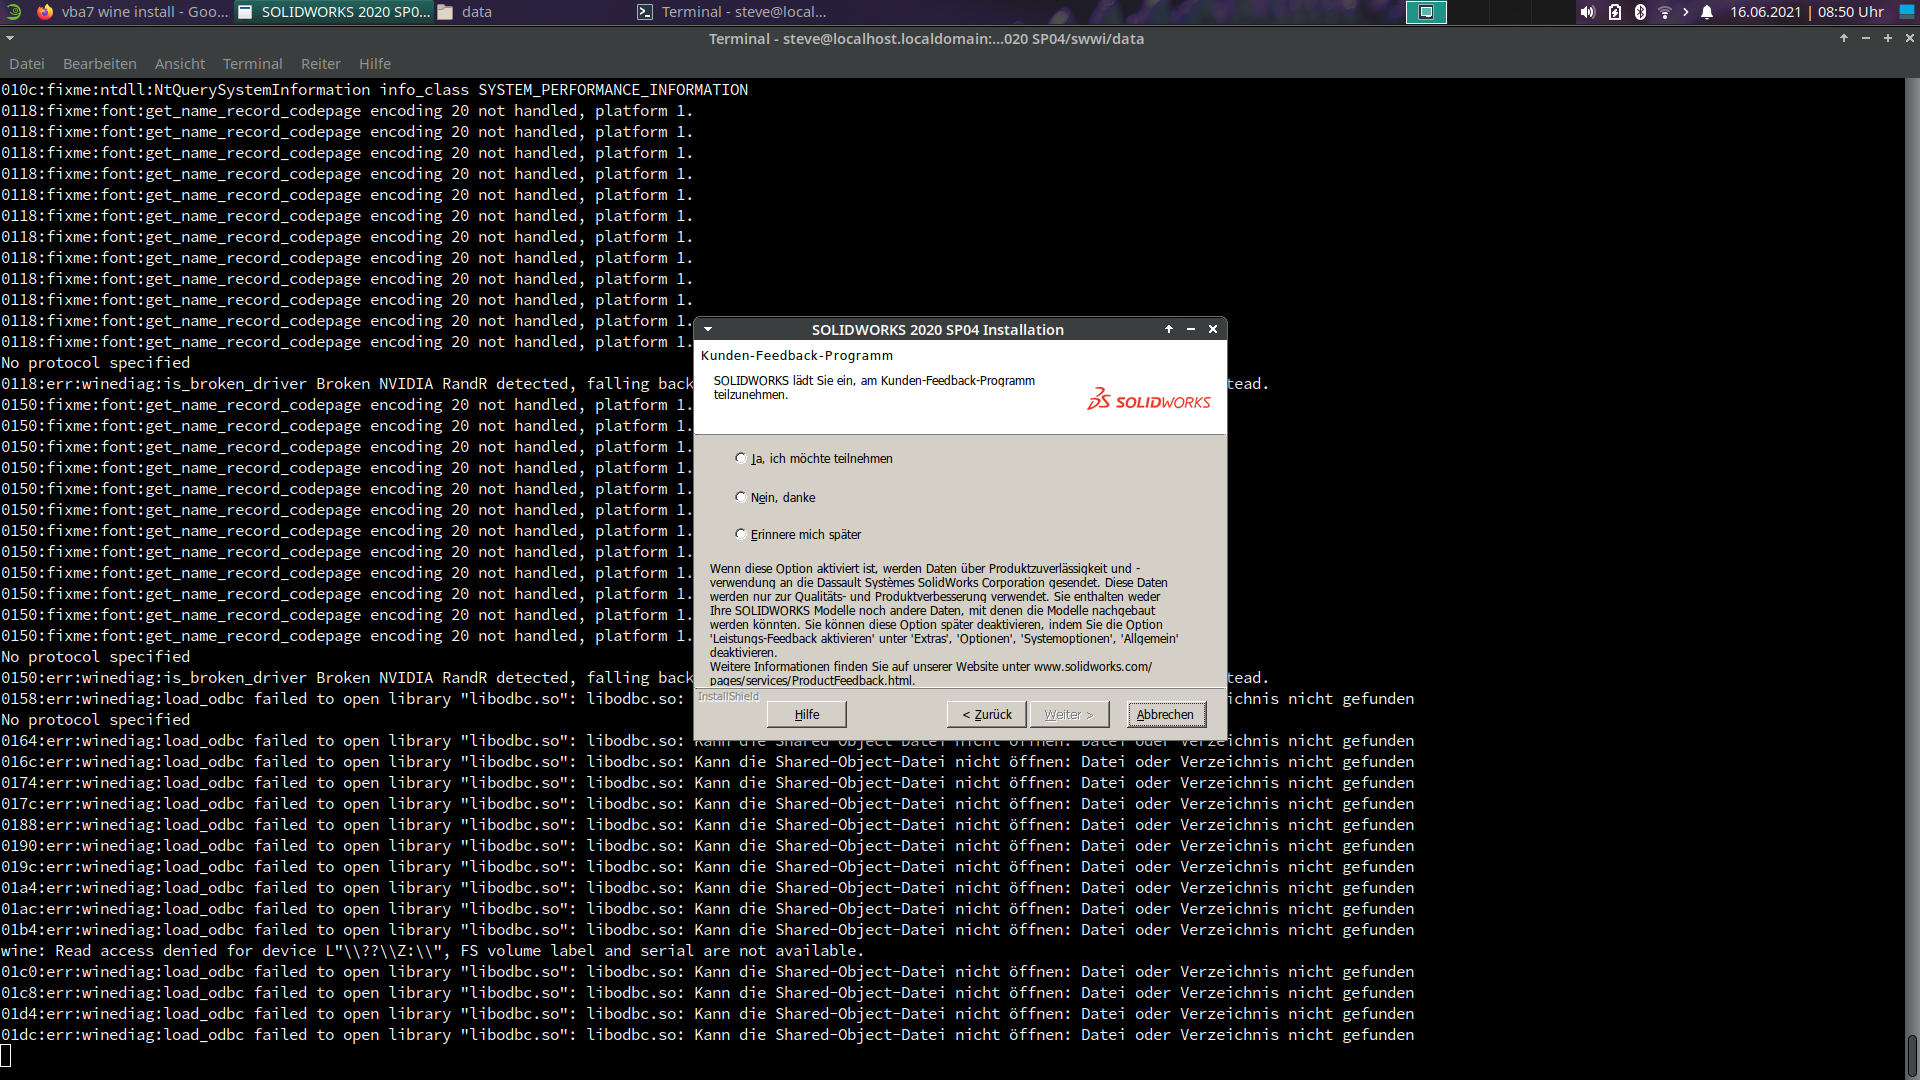 vba7 wine install - Goo...
SOLIDWORKS 2020 SP0...
data
Terminal - steve@local...
16.06.2021 | 08:50 Uhr
Terminal - steve@localhost.localdomain:...020 SP04/swwi/data
Datei Bearbeiten Ansicht Terminal Reiter Hilfe
010c:fixme:ntdll:NtQuerySystemInformation info_class SYSTEM_PERFORMANCE_INFORMATION
0118:fixme:font:get_name_record_codepage encoding 20 not handled, platform 1.
0118:fixme:font:get_name_record_codepage encoding 20 not handled, platform 1.
0118:fixme:font:get_name_record_codepage encoding 20 not handled, platform 1.
0118:fixme:font:get_name_record_codepage encoding 20 not handled, platform 1.
0118:fixme:font:get_name_record_codepage encoding 20 not handled, platform 1.
0118:fixme:font:get_name_record_codepage encoding 20 not handled, platform 1.
0118:fixme:font:get_name_record_codepage encoding 20 not handled, platform 1.
0118:fixme:font:get_name_record_codepage encoding 20 not handled, platform 1.
0118:fixme:font:get_name_record_codepage encoding 20 not handled, platform 1.
0118:fixme:font:get_name_record_codepage encoding 20 not handled, platform 1.
0118:fixme:font:get_name_record_codepage encoding 20 not handled, platform 1.
0118:fixme:font:get_name_record_codepage encoding 20 not handled, platform 1.
No protocol specified
0118:err:winediag:is_broken_driver Broken NVIDIA RandR detected, falling back tead.
0150:fixme:font:get_name_record_codepage encoding 20 not handled, platform 1.
0150:fixme:font:get_name_record_codepage encoding 20 not handled, platform 1.
0150:fixme:font:get_name_record_codepage encoding 20 not handled, platform 1.
0150:fixme:font:get_name_record_codepage encoding 20 not handled, platform 1.
0150:fixme:font:get_name_record_codepage encoding 20 not handled, platform 1.
0150:fixme:font:get_name_record_codepage encoding 20 not handled, platform 1.
0150:fixme:font:get_name_record_codepage encoding 20 not handled, platform 1.
0150:fixme:font:get_name_record_codepage encoding 20 not handled, platform 1.
0150:fixme:font:get_name_record_codepage encoding 20 not handled, platform 1.
0150:fixme:font:get_name_record_codepage encoding 20 not handled, platform 1.
0150:fixme:font:get_name_record_codepage encoding 20 not handled, platform 1.
0150:fixme:font:get_name_record_codepage encoding 20 not handled, platform 1.
No protocol specified
0150:err:winediag:is_broken_driver Broken NVIDIA RandR detected, falling back tead.
0158:err:winediag:load_odbc failed to open library "libodbc.so": libodbc.so: chnis nicht gefunden
No protocol specified
0164:err:winediag:load_odbc failed to open library "libodbc.so": libodbc.so: Kann die Shared-Object-Datei nicht öffnen: Datei oder Verzeichnis nicht gefunden
016c:err:winediag:load_odbc failed to open library "libodbc.so": libodbc.so: Kann die Shared-Object-Datei nicht öffnen: Datei oder Verzeichnis nicht gefunden
0174:err:winediag:load_odbc failed to open library "libodbc.so": libodbc.so: Kann die Shared-Object-Datei nicht öffnen: Datei oder Verzeichnis nicht gefunden
017c:err:winediag:load_odbc failed to open library "libodbc.so": libodbc.so: Kann die Shared-Object-Datei nicht öffnen: Datei oder Verzeichnis nicht gefunden
0188:err:winediag:load_odbc failed to open library "libodbc.so": libodbc.so: Kann die Shared-Object-Datei nicht öffnen: Datei oder Verzeichnis nicht gefunden
0190:err:winediag:load_odbc failed to open library "libodbc.so": libodbc.so: Kann die Shared-Object-Datei nicht öffnen: Datei oder Verzeichnis nicht gefunden
019c:err:winediag:load_odbc failed to open library "libodbc.so": libodbc.so: Kann die Shared-Object-Datei nicht öffnen: Datei oder Verzeichnis nicht gefunden
01a4:err:winediag:load_odbc failed to open library "libodbc.so": libodbc.so: Kann die Shared-Object-Datei nicht öffnen: Datei oder Verzeichnis nicht gefunden
01ac:err:winediag:load_odbc failed to open library "libodbc.so": libodbc.so: Kann die Shared-Object-Datei nicht öffnen: Datei oder Verzeichnis nicht gefunden
01b4:err:winediag:load_odbc failed to open library "libodbc.so": libodbc.so: Kann die Shared-Object-Datei nicht öffnen: Datei oder Verzeichnis nicht gefunden
wine: Read access denied for device L"\\??\\Z:\\", FS volume label and serial are not available.
01c0:err:winediag:load_odbc failed to open library "libodbc.so": libodbc.so: Kann die Shared-Object-Datei nicht öffnen: Datei oder Verzeichnis nicht gefunden
01c8:err:winediag:load_odbc failed to open library "libodbc.so": libodbc.so: Kann die Shared-Object-Datei nicht öffnen: Datei oder Verzeichnis nicht gefunden
01d4:err:winediag:load_odbc failed to open library "libodbc.so": libodbc.so: Kann die Shared-Object-Datei nicht öffnen: Datei oder Verzeichnis nicht gefunden
01dc:err:winediag:load_odbc failed to open library "libodbc.so": libodbc.so: Kann die Shared-Object-Datei nicht öffnen: Datei oder Verzeichnis nicht gefunden
SOLIDWORKS 2020 SP04 Installation
Kunden-Feedback-Programm
SOLIDWORKS lädt Sie ein, am Kunden-Feedback-Programm
teilzunehmen.
SOLIDWORKS
Ja, ich möchte teilnehmen
Nein, danke
Erinnere mich später
Wenn diese Option aktiviert ist, werden Daten über Produktzuverlässigkeit und -
verwendung an die Dassault Systèmes SolidWorks Corporation gesendet. Diese Daten
werden nur zur Qualitäts- und Produktverbesserung verwendet. Sie enthalten weder
Ihre SOLIDWORKS Modelle noch andere Daten, mit denen die Modelle nachgebaut
werden könnten. Sie können diese Option später deaktivieren, indem Sie die Option
'Leistungs-Feedback aktivieren' unter 'Extras', 'Optionen', 'Systemoptionen', 'Allgemein'
deaktivieren.
Weitere Informationen finden Sie auf unserer Website unter www.solidworks.com/
pages/services/ProductFeedback.html.
InstallShield
Hilfe < Zurück Weiter > Abbrechen